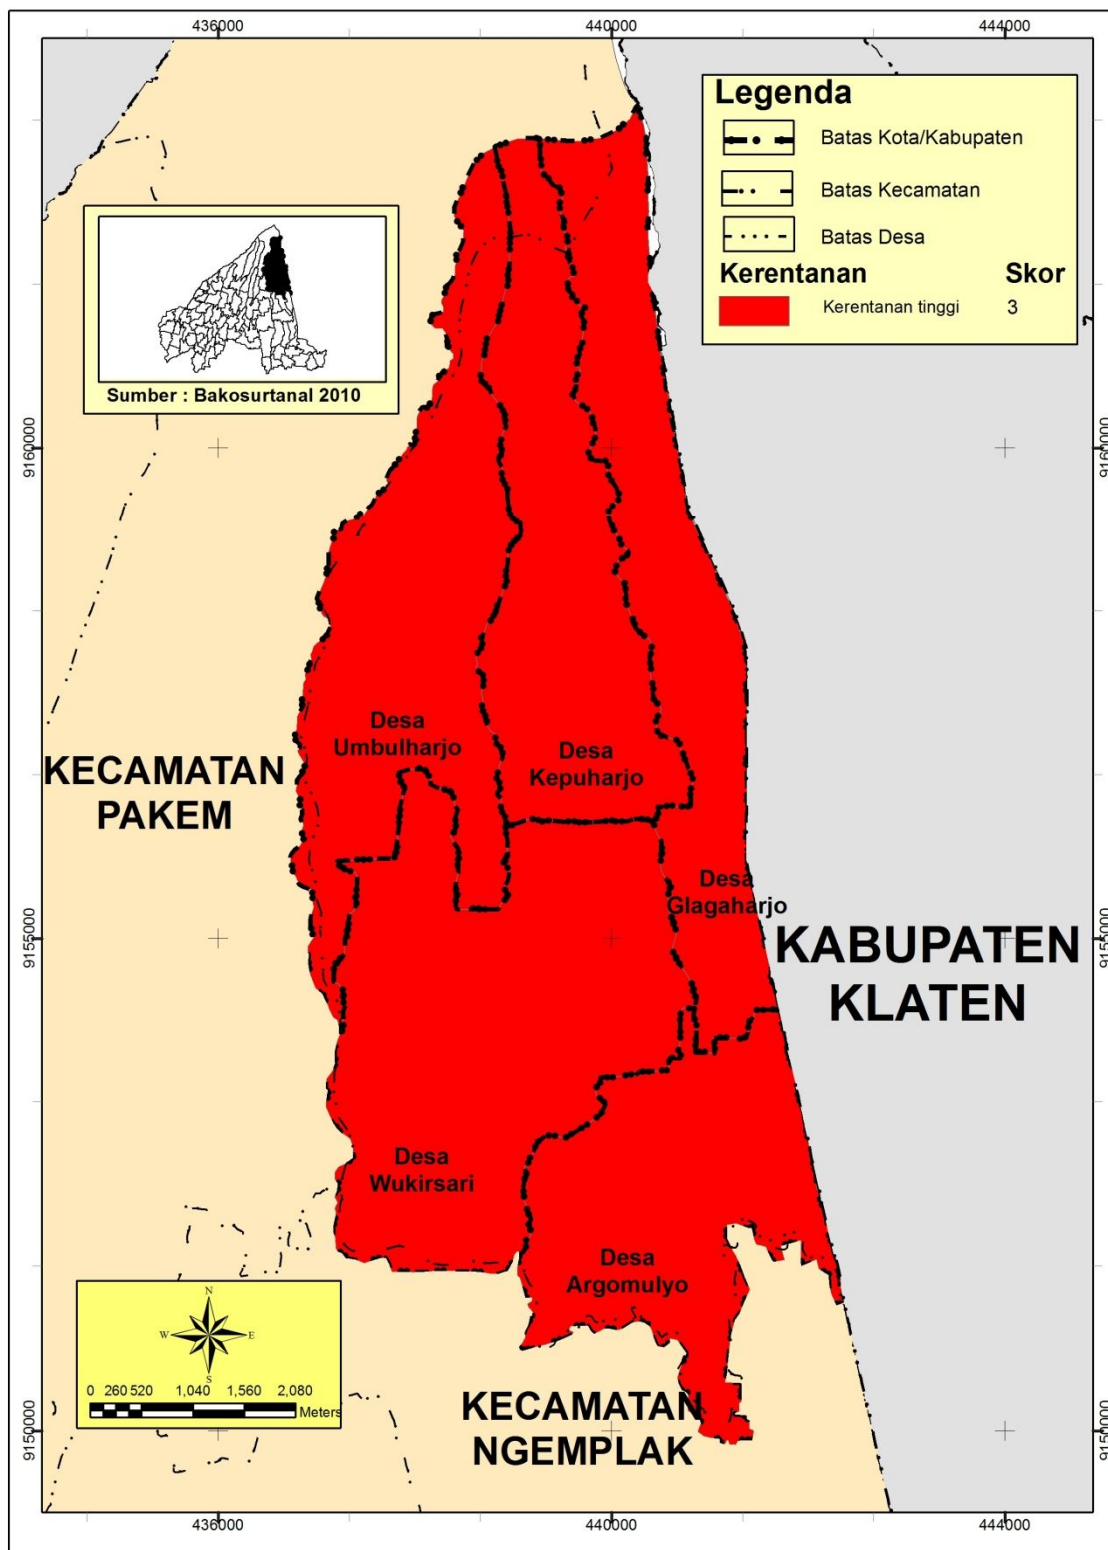 436000
440000
444000
Legenda
Batas Kota/Kabupaten
Batas Kecamatan
Batas Desa
Kerentanan Skor
Kerentanan tinggi 3
Sumber : Bakosurtanal 2010
9160000
9160000
Desa
Umbulharjo
Desa
Kepuharjo
KECAMATAN
PAKEM
Desa
Glagaharjo
9155000
9155000
KABUPATEN
KLATEN
Desa
Wukirsari
Desa
Argomulyo
N
W E
S
0 260 520 1,040 1,560 2,080
Meters
KECAMATAN
NGEMPLAK
9150000
9150000
436000
440000
444000